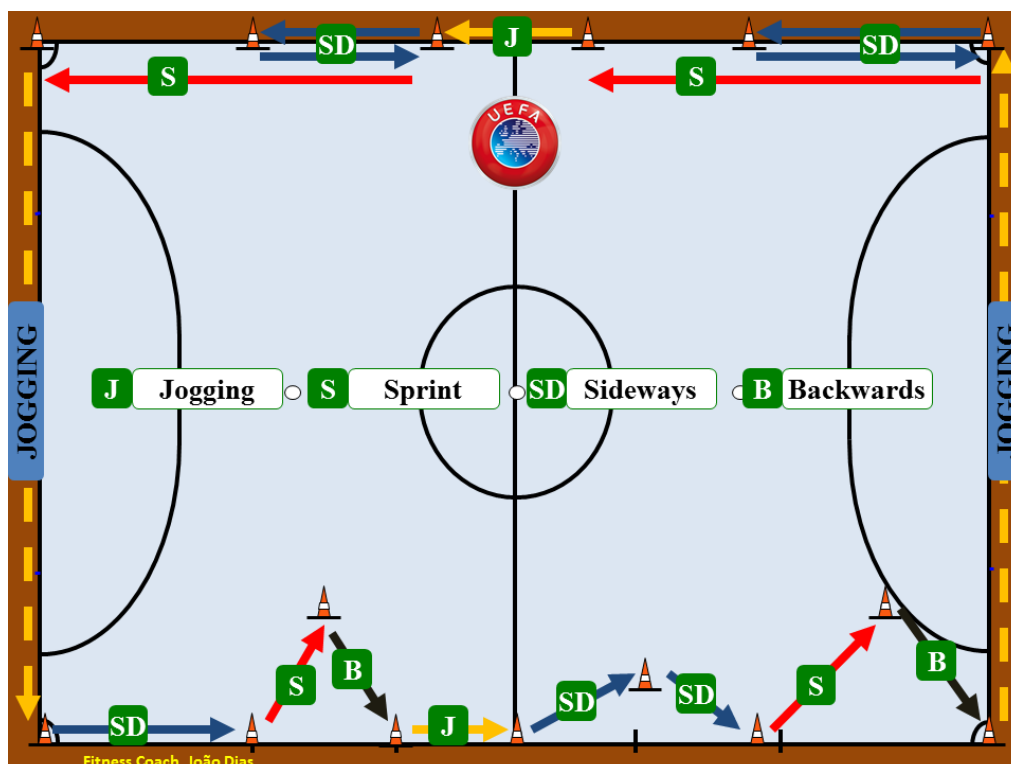 SD
J
SD
S
S
UEFA
JOGGING
JOGGING
J Jogging S Sprint SD Sideways B Backwards
S
B
SD
J
SD
SD
S
B
Fitness Coach João Dias